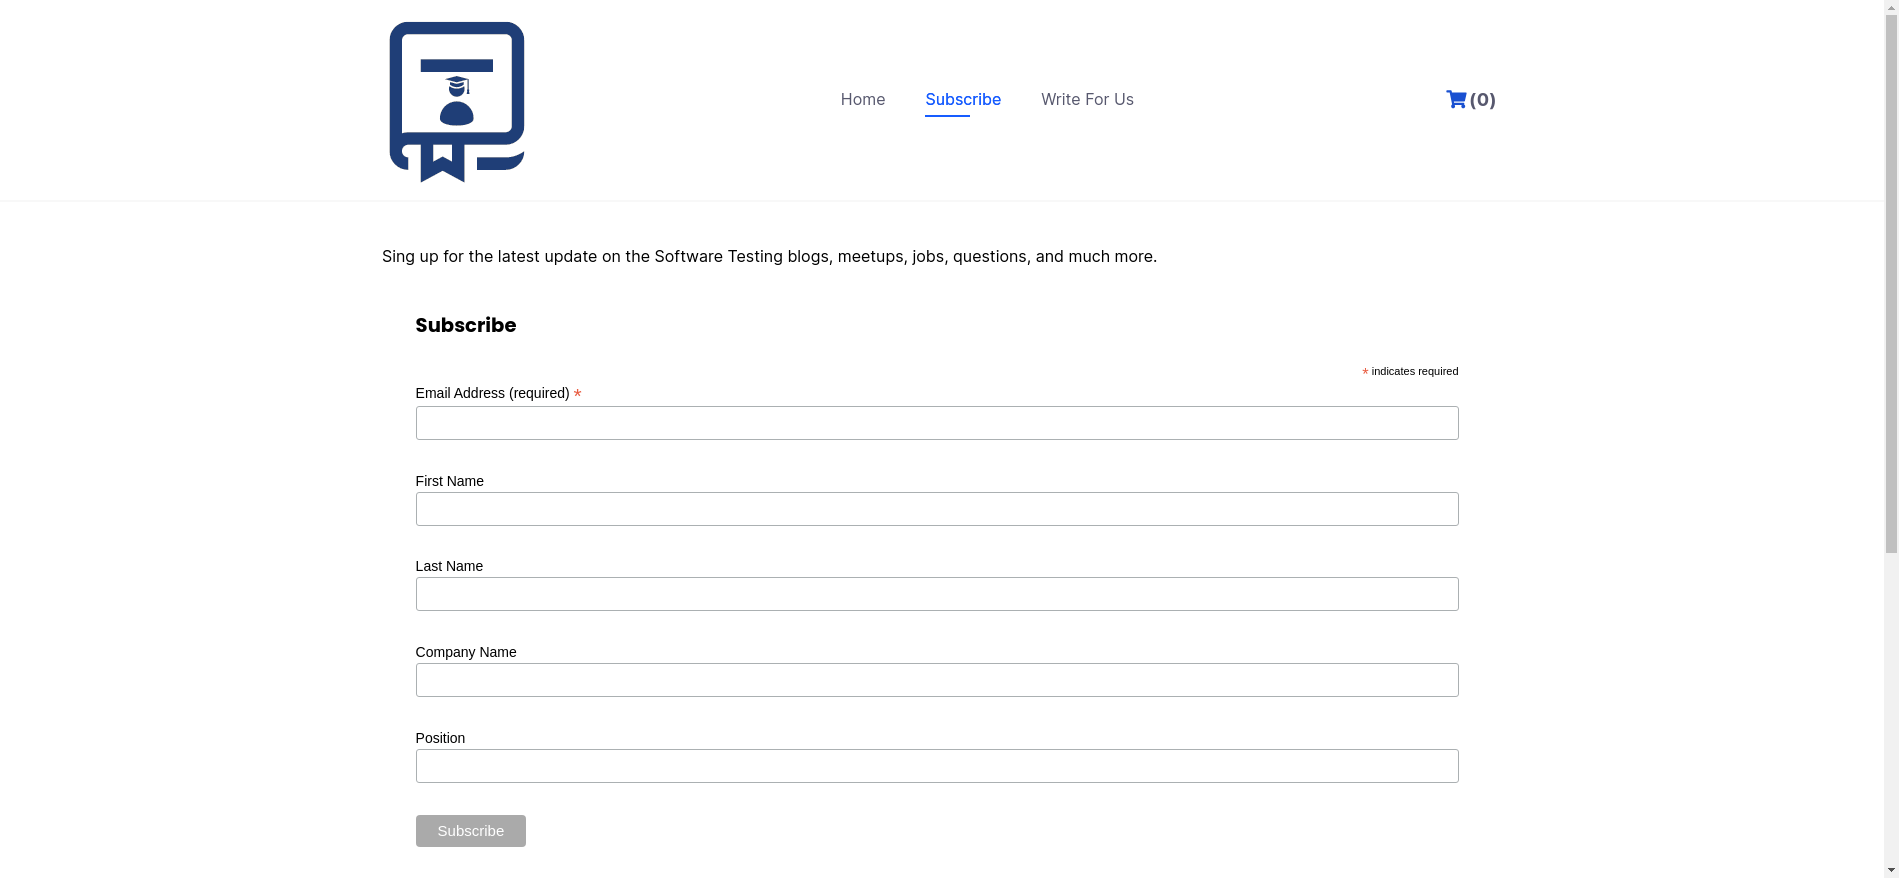 Home Subscribe Write For Us (0)
Sing up for the latest update on the Software Testing blogs, meetups, jobs, questions, and much more.
Subscribe
* indicates required
Email Address (required) *
First Name
Last Name
Company Name
Position
Subscribe